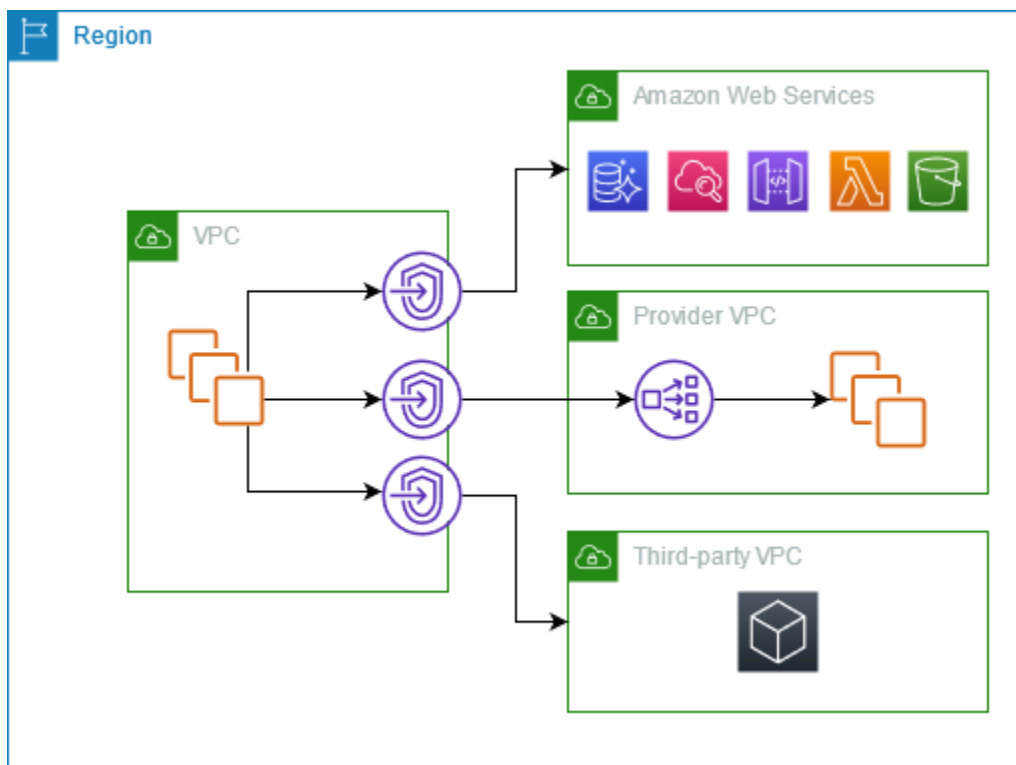 Region
Amazon Web Services
VPC
Provider VPC
Third-party VPC